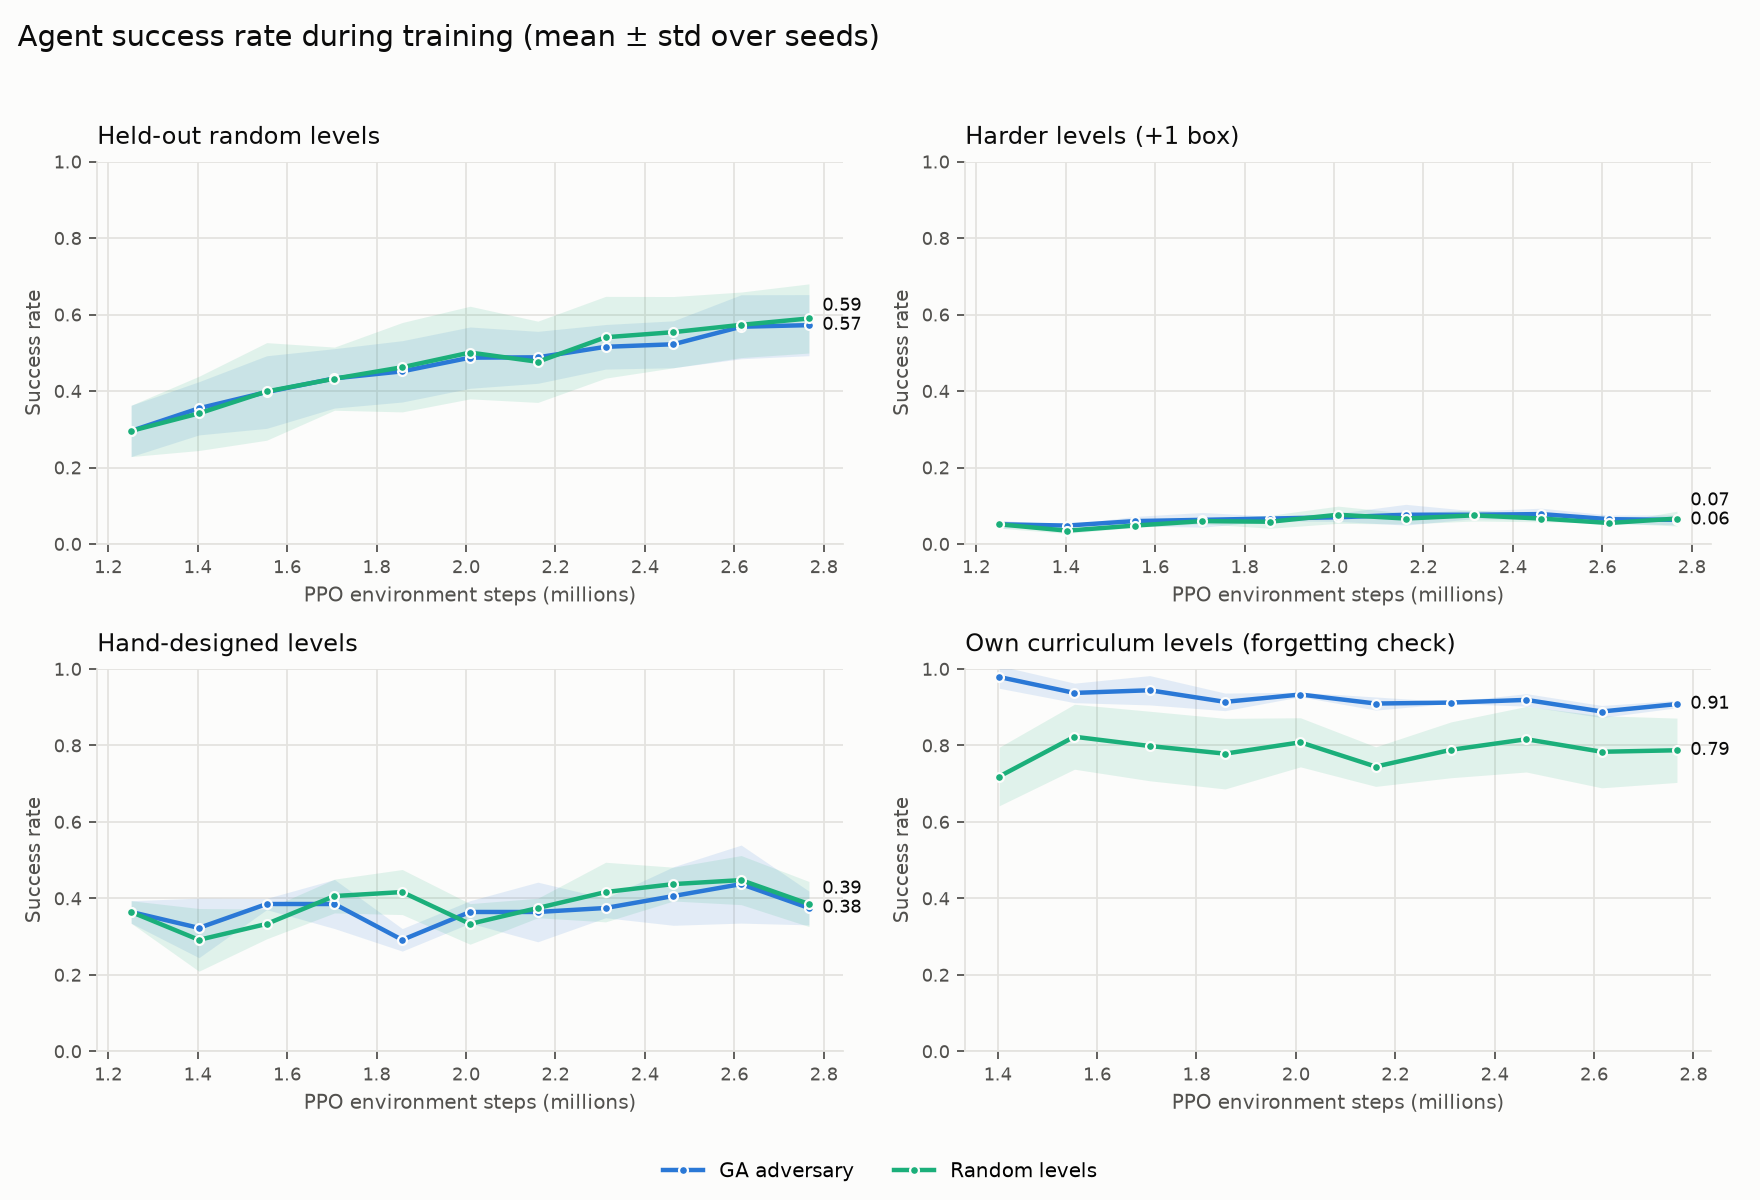 Agent success rate during training (mean ± std over seeds)
Held-out random levels
1.0
0.8
0.6
0.4
0.2
0.0
Success rate
0.59
0.57
1.2 1.4 1.6 1.8 2.0 2.2 2.4 2.6 2.8
PPO environment steps (millions)
Harder levels (+1 box)
1.0
0.8
0.6
0.4
0.2
0.0
Success rate
0.07
0.06
1.2 1.4 1.6 1.8 2.0 2.2 2.4 2.6 2.8
PPO environment steps (millions)
Hand-designed levels
1.0
0.8
0.6
0.4
0.2
0.0
Success rate
0.39
0.38
1.2 1.4 1.6 1.8 2.0 2.2 2.4 2.6 2.8
PPO environment steps (millions)
Own curriculum levels (forgetting check)
1.0
0.8
0.6
0.4
0.2
0.0
Success rate
0.91
0.79
1.4 1.6 1.8 2.0 2.2 2.4 2.6 2.8
PPO environment steps (millions)
GA adversary Random levels